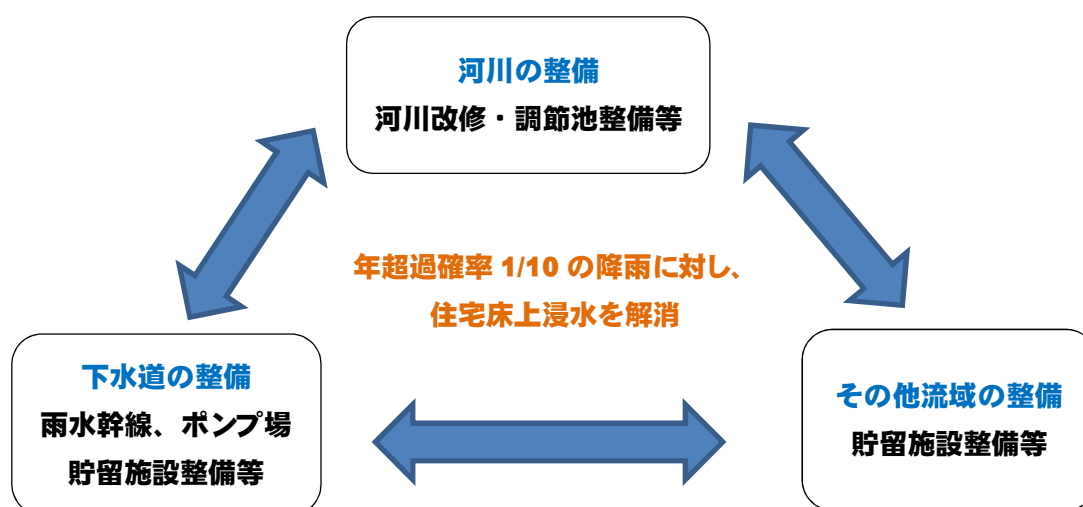 河川の整備
河川改修・調節池整備等
年超過確率 1/10 の降雨に対し、
住宅床上浸水を解消
下水道の整備
雨水幹線、ポンプ場
貯留施設整備等
その他流域の整備
貯留施設整備等